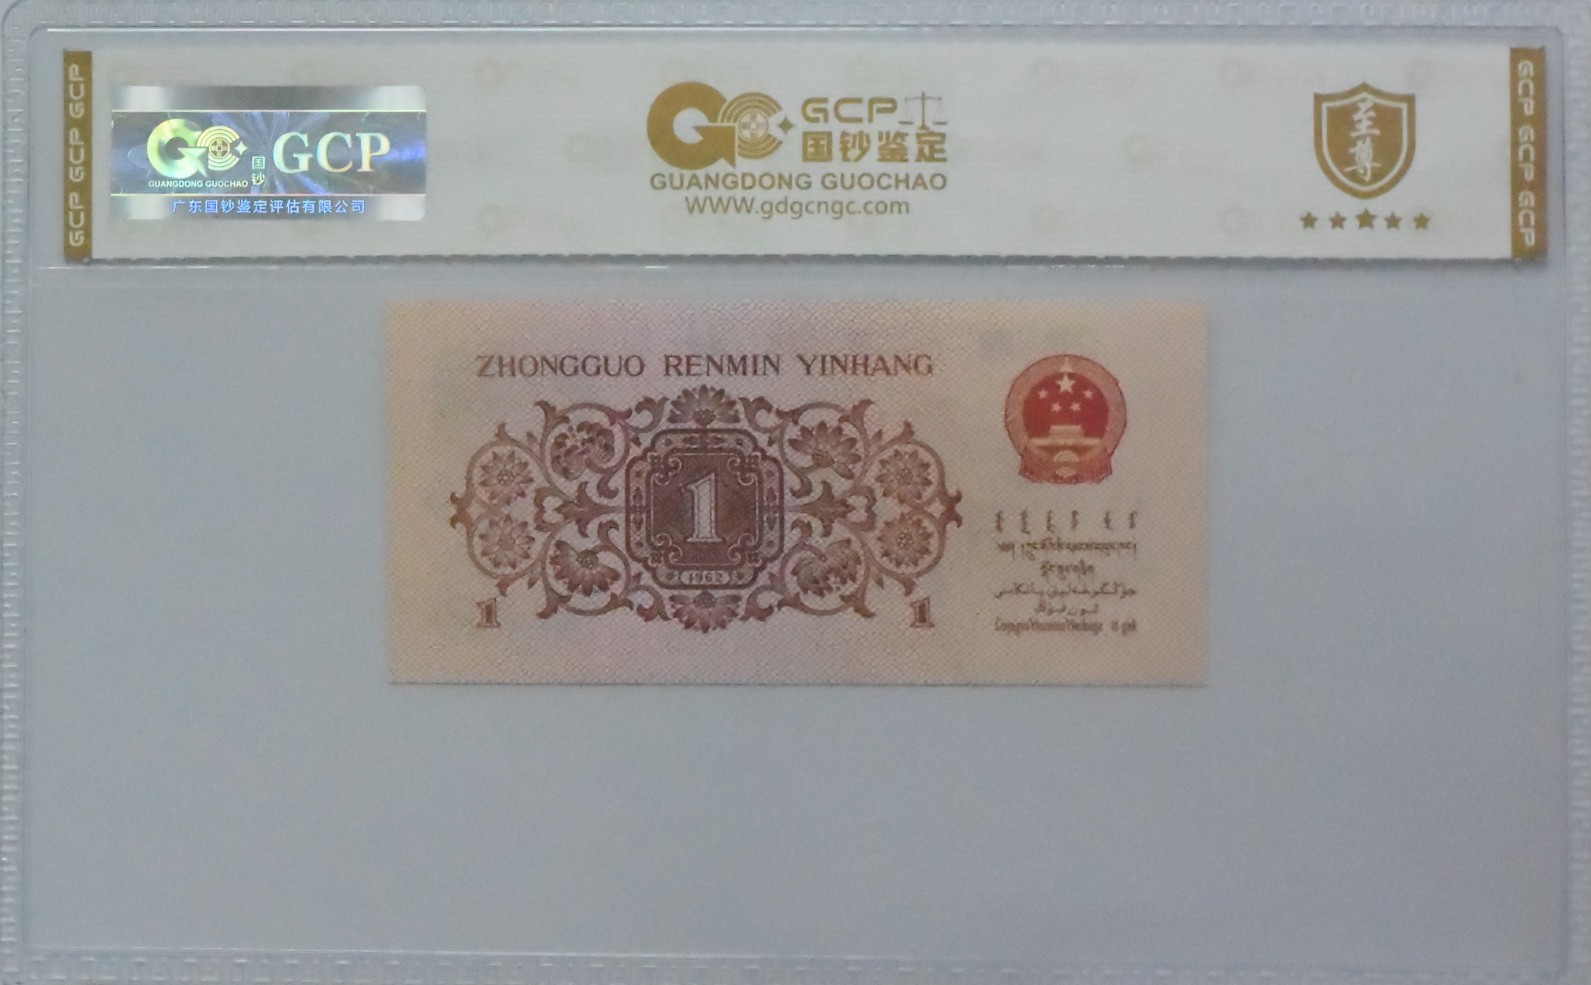 GCP GCP GCP
国钞
GCP
GUANGDONG GUOCHAO
广东国钞鉴定评估有限公司
GCP
国钞鉴定
GUANGDONG GUOCHAO
WWW.gdgcngc.com
至尊
GCP GCP GCP
ZHONGGUO RENMIN YINHANG
1
1962
1
1